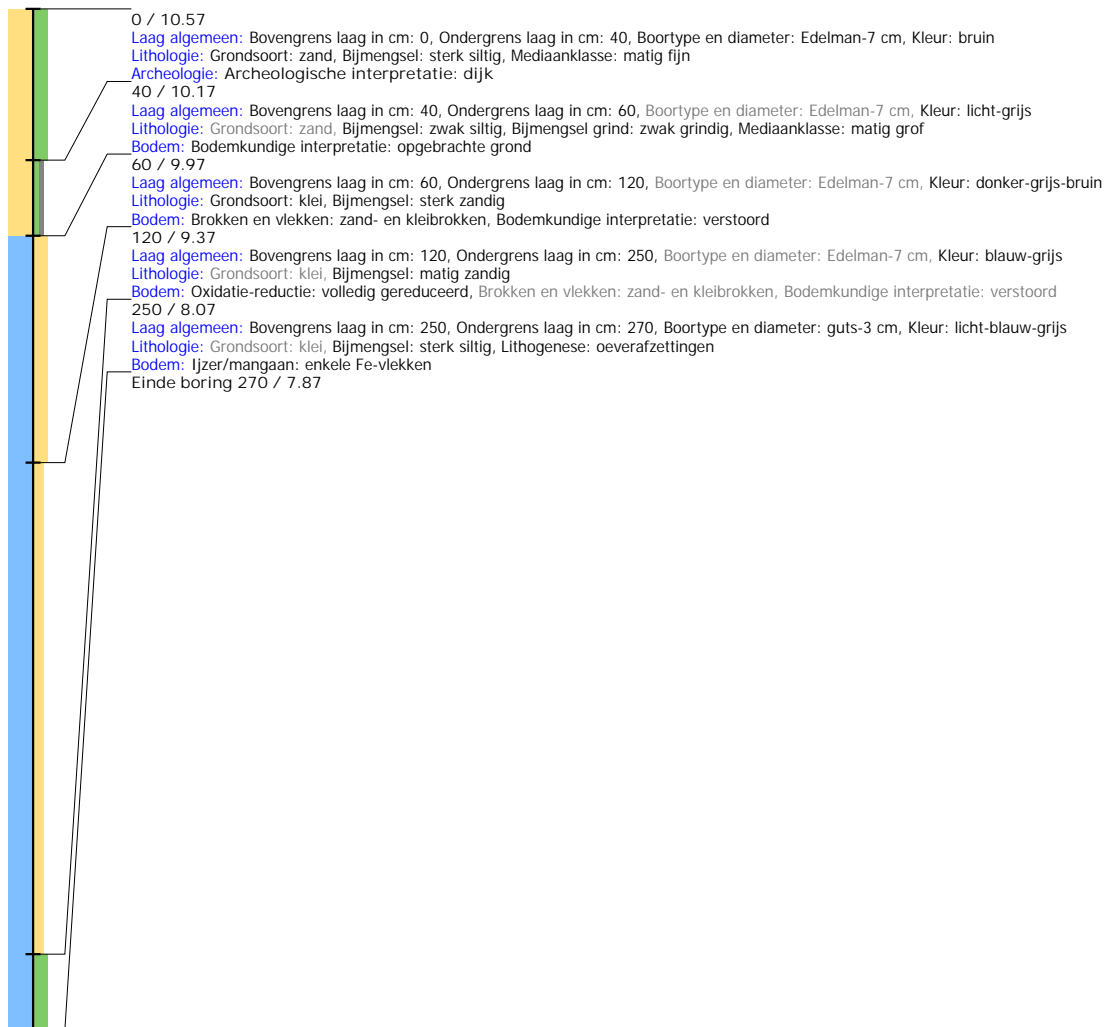 0 / 10.57
Laag algemeen: Bovengrens laag in cm: 0, Ondergrens laag in cm: 40, Boortype en diameter: Edelman-7 cm, Kleur: bruin
Lithologie: Grondsoort: zand, Bijmengsel: sterk siltig, Mediaanklasse: matig fijn
Archeologie: Archeologische interpretatie: dijk
40 / 10.17
Laag algemeen: Bovengrens laag in cm: 40, Ondergrens laag in cm: 60, Boortype en diameter: Edelman-7 cm, Kleur: licht-grijs
Lithologie: Grondsoort: zand, Bijmengsel: zwak siltig, Bijmengsel grind: zwak grindig, Mediaanklasse: matig grof
Bodem: Bodemkundige interpretatie: opgebrachte grond
60 / 9.97
Laag algemeen: Bovengrens laag in cm: 60, Ondergrens laag in cm: 120, Boortype en diameter: Edelman-7 cm, Kleur: donker-grijs-bruin
Lithologie: Grondsoort: klei, Bijmengsel: sterk zandig
Bodem: Brokken en vlekken: zand- en kleibrokken, Bodemkundige interpretatie: verstoord
120 / 9.37
Laag algemeen: Bovengrens laag in cm: 120, Ondergrens laag in cm: 250, Boortype en diameter: Edelman-7 cm, Kleur: blauw-grijs
Lithologie: Grondsoort: klei, Bijmengsel: matig zandig
Bodem: Oxidatie-reductie: volledig gereduceerd, Brokken en vlekken: zand- en kleibrokken, Bodemkundige interpretatie: verstoord
250 / 8.07
Laag algemeen: Bovengrens laag in cm: 250, Ondergrens laag in cm: 270, Boortype en diameter: guts-3 cm, Kleur: licht-blauw-grijs
Lithologie: Grondsoort: klei, Bijmengsel: sterk siltig, Lithogenese: oeverafzettingen
Bodem: Ijzer/mangaan: enkele Fe-vlekken
Einde boring 270 / 7.87